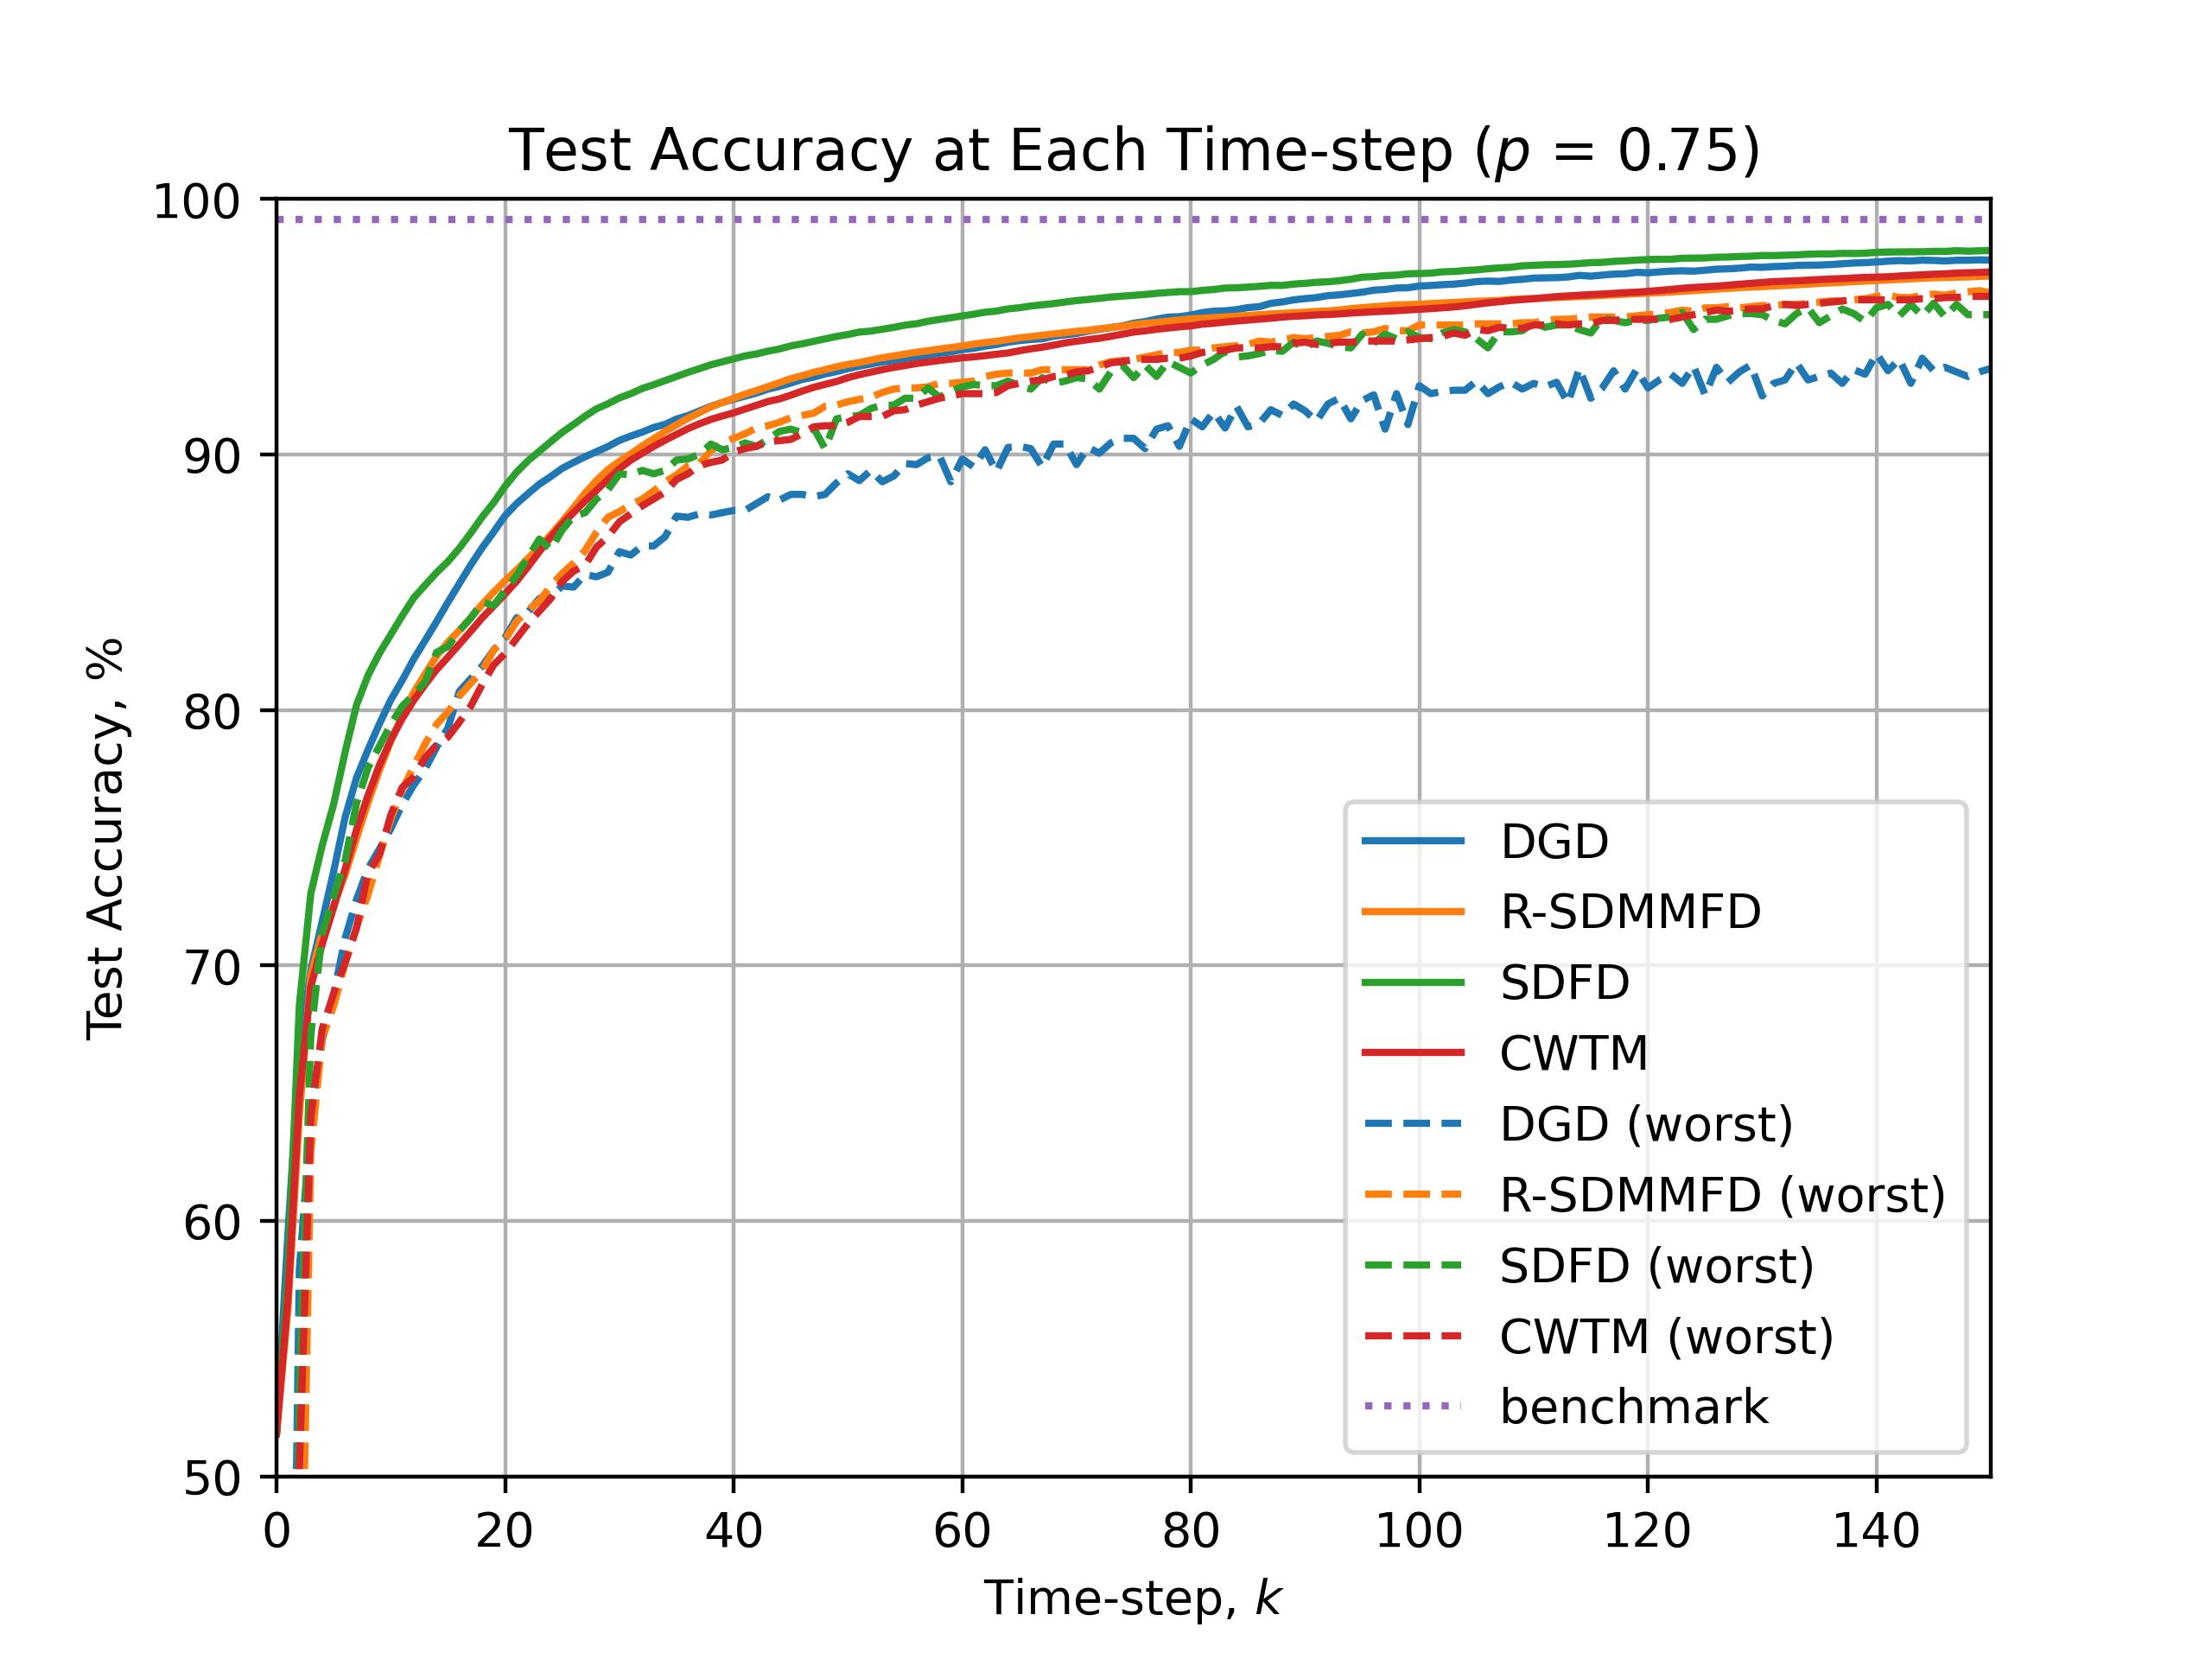 Test Accuracy at Each Time-step (p = 0.75)
Test Accuracy, %
100
90
80
70
60
50
0 20 40 60 80 100 120 140
Time-step, k
DGD
R-SDMMFD
SDFD
CWTM
DGD (worst)
R-SDMMFD (worst)
SDFD (worst)
CWTM (worst)
benchmark